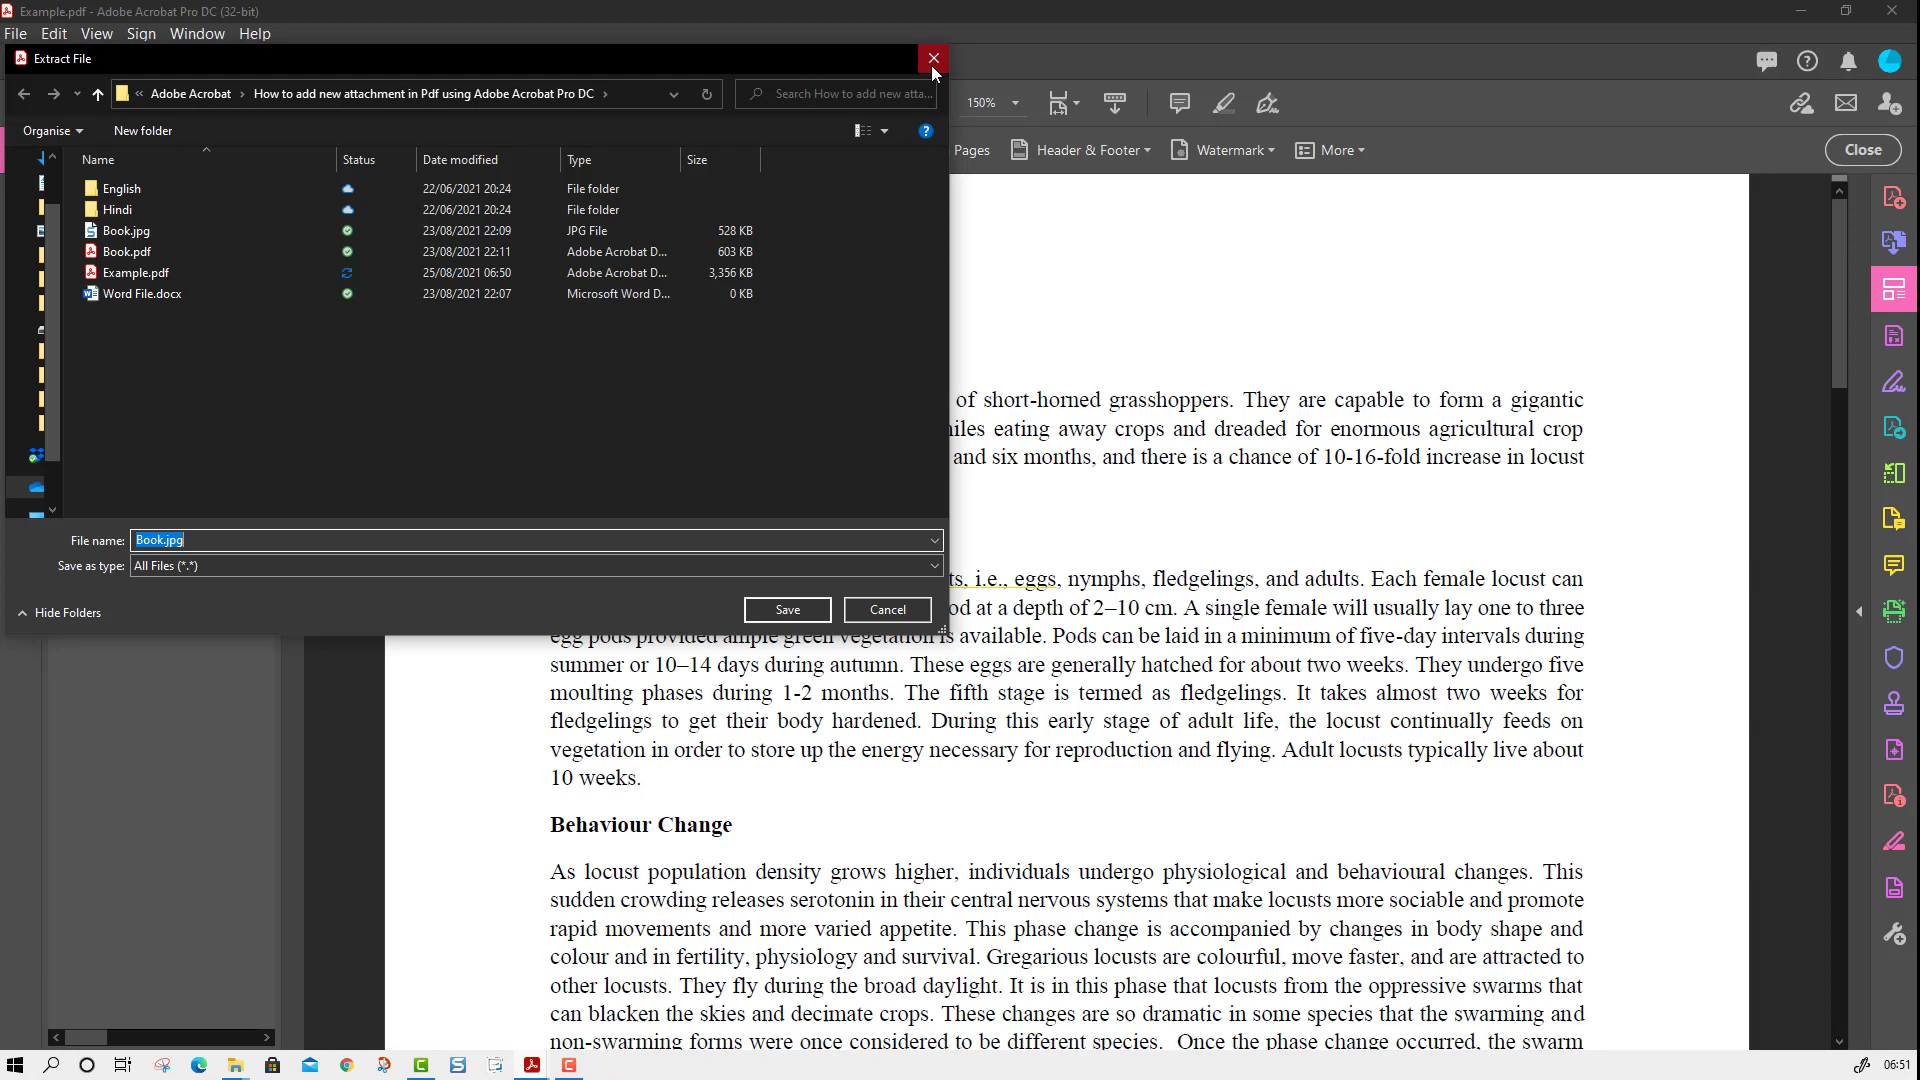 Example.pdf - Adobe Acrobat Pro DC (32-bit)
File Edit View Sign Window Help
Extract File
« Adobe Acrobat > How to add new attachment in Pdf using Adobe Acrobat Pro DC >
Search How to add new atta...
150%
Organise
New folder
Pages
Header & Footer
Watermark
More
Close
Name Status Date modified Type Size
English 22/06/2021 20:24 File folder
Hindi 22/06/2021 20:24 File folder
Book.jpg 23/08/2021 22:09 JPG File 528 KB
Book.pdf 23/08/2021 22:11 Adobe Acrobat D... 603 KB
Example.pdf 25/08/2021 06:50 Adobe Acrobat D... 3,356 KB
Word File.docx 23/08/2021 22:07 Microsoft Word D... 0 KB
File name: Book.jpg
Save as type: All Files (*.*)
Hide Folders
Save
Cancel
of short-horned grasshoppers. They are capable to form a gigantic
eating away crops and dreaded for enormous agricultural crop
and six months, and there is a chance of 10-16-fold increase in locust
i.e., eggs, nymphs, fledgelings, and adults. Each female locust can
at a depth of 2–10 cm. A single female will usually lay one to three
egg pods provided ample green vegetation is available. Pods can be laid in a minimum of five-day intervals during
summer or 10–14 days during autumn. These eggs are generally hatched for about two weeks. They undergo five
moulting phases during 1-2 months. The fifth stage is termed as fledgelings. It takes almost two weeks for
fledgelings to get their body hardened. During this early stage of adult life, the locust continually feeds on
vegetation in order to store up the energy necessary for reproduction and flying. Adult locusts typically live about
10 weeks.
Behaviour Change
As locust population density grows higher, individuals undergo physiological and behavioural changes. This
sudden crowding releases serotonin in their central nervous systems that make locusts more sociable and promote
rapid movements and more varied appetite. This phase change is accompanied by changes in body shape and
colour and in fertility, physiology and survival. Gregarious locusts are colourful, move faster, and are attracted to
other locusts. They fly during the broad daylight. It is in this phase that locusts from the oppressive swarms that
can blacken the skies and decimate crops. These changes are so dramatic in some species that the swarming and
non-swarming forms were once considered to be different species. Once the phase change occurred, the swarm
06:51